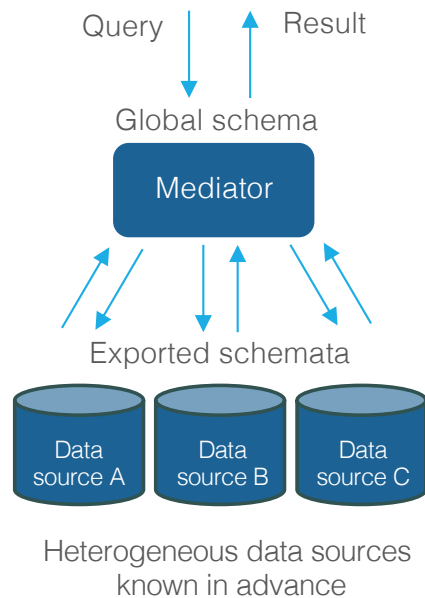 Query Result
Global schema
Mediator
Exported schemata
Data
source A
Data
source B
Data
source C
Heterogeneous data sources
known in advance